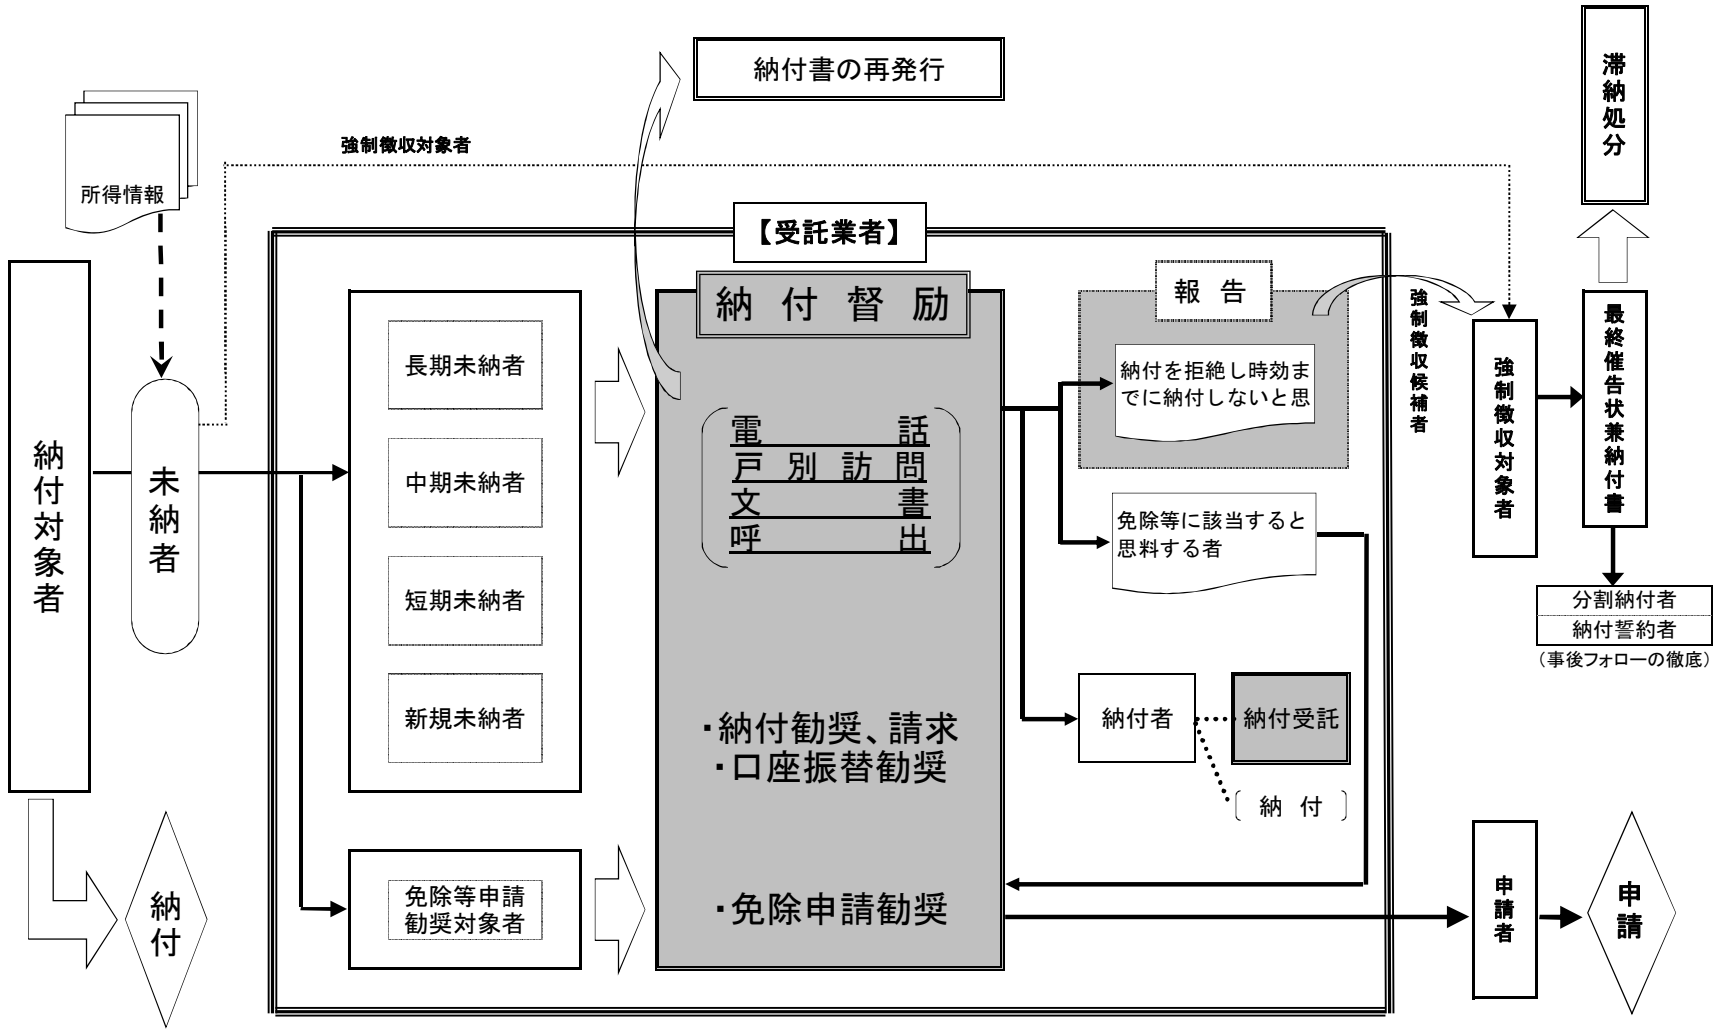 納付書の再発行
滞納処分
強制徴収対象者
所得情報
【受託業者】
納付対象者
未納者
納付
長期未納者
中期未納者
短期未納者
新規未納者
免除等申請
勧奨対象者
納付督励
電話
戸別訪問
文書
呼出
・納付勧奨、請求
・口座振替勧奨
・免除申請勧奨
報告
納付を拒絶し時効ま
でに納付しないと思
免除等に該当すると
思料する者
納付者
納付受託
〔納付〕
強制徴収候補者
強制徴収対象者
最終催告状兼納付書
分割納付者
納付誓約者
（事後フォローの徹底）
申請者
申請